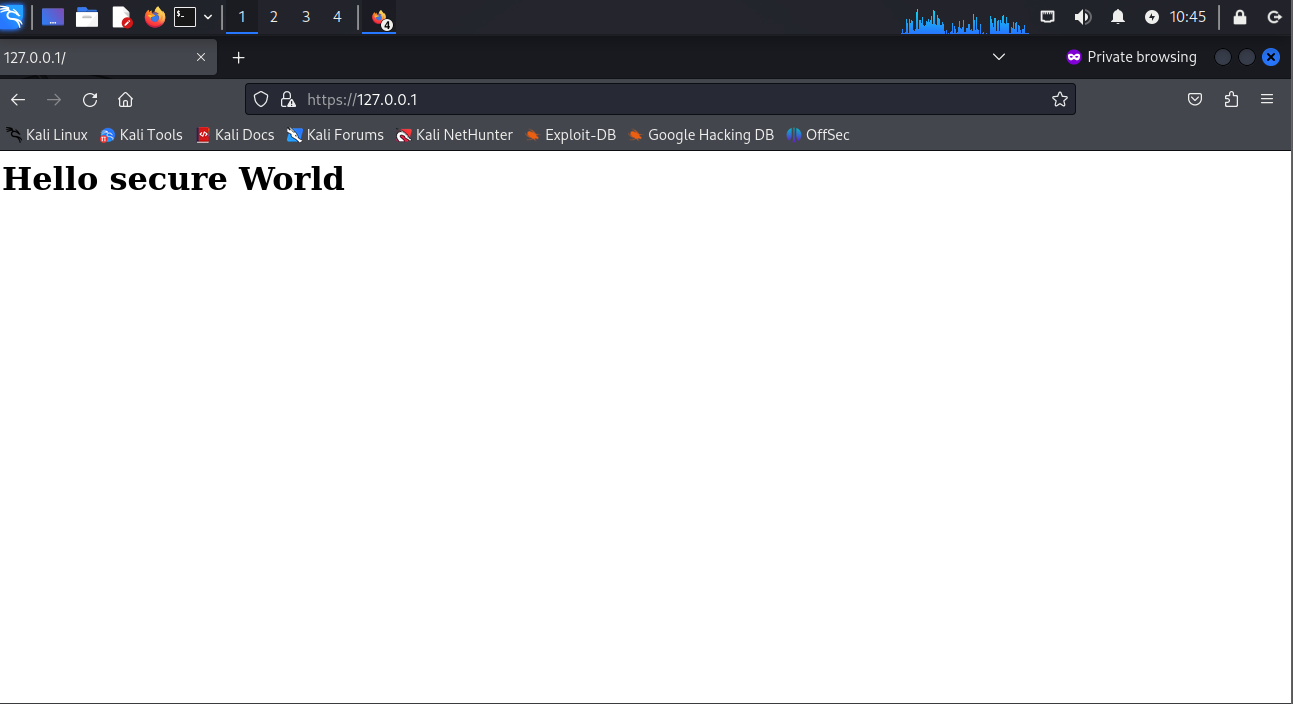 1 2 3 4 4 10:45
127.0.0.1/ Private browsing
https://127.0.0.1
Kali Linux Kali Tools Kali Docs Kali Forums Kali NetHunter Exploit-DB Google Hacking DB OffSec
Hello secure World